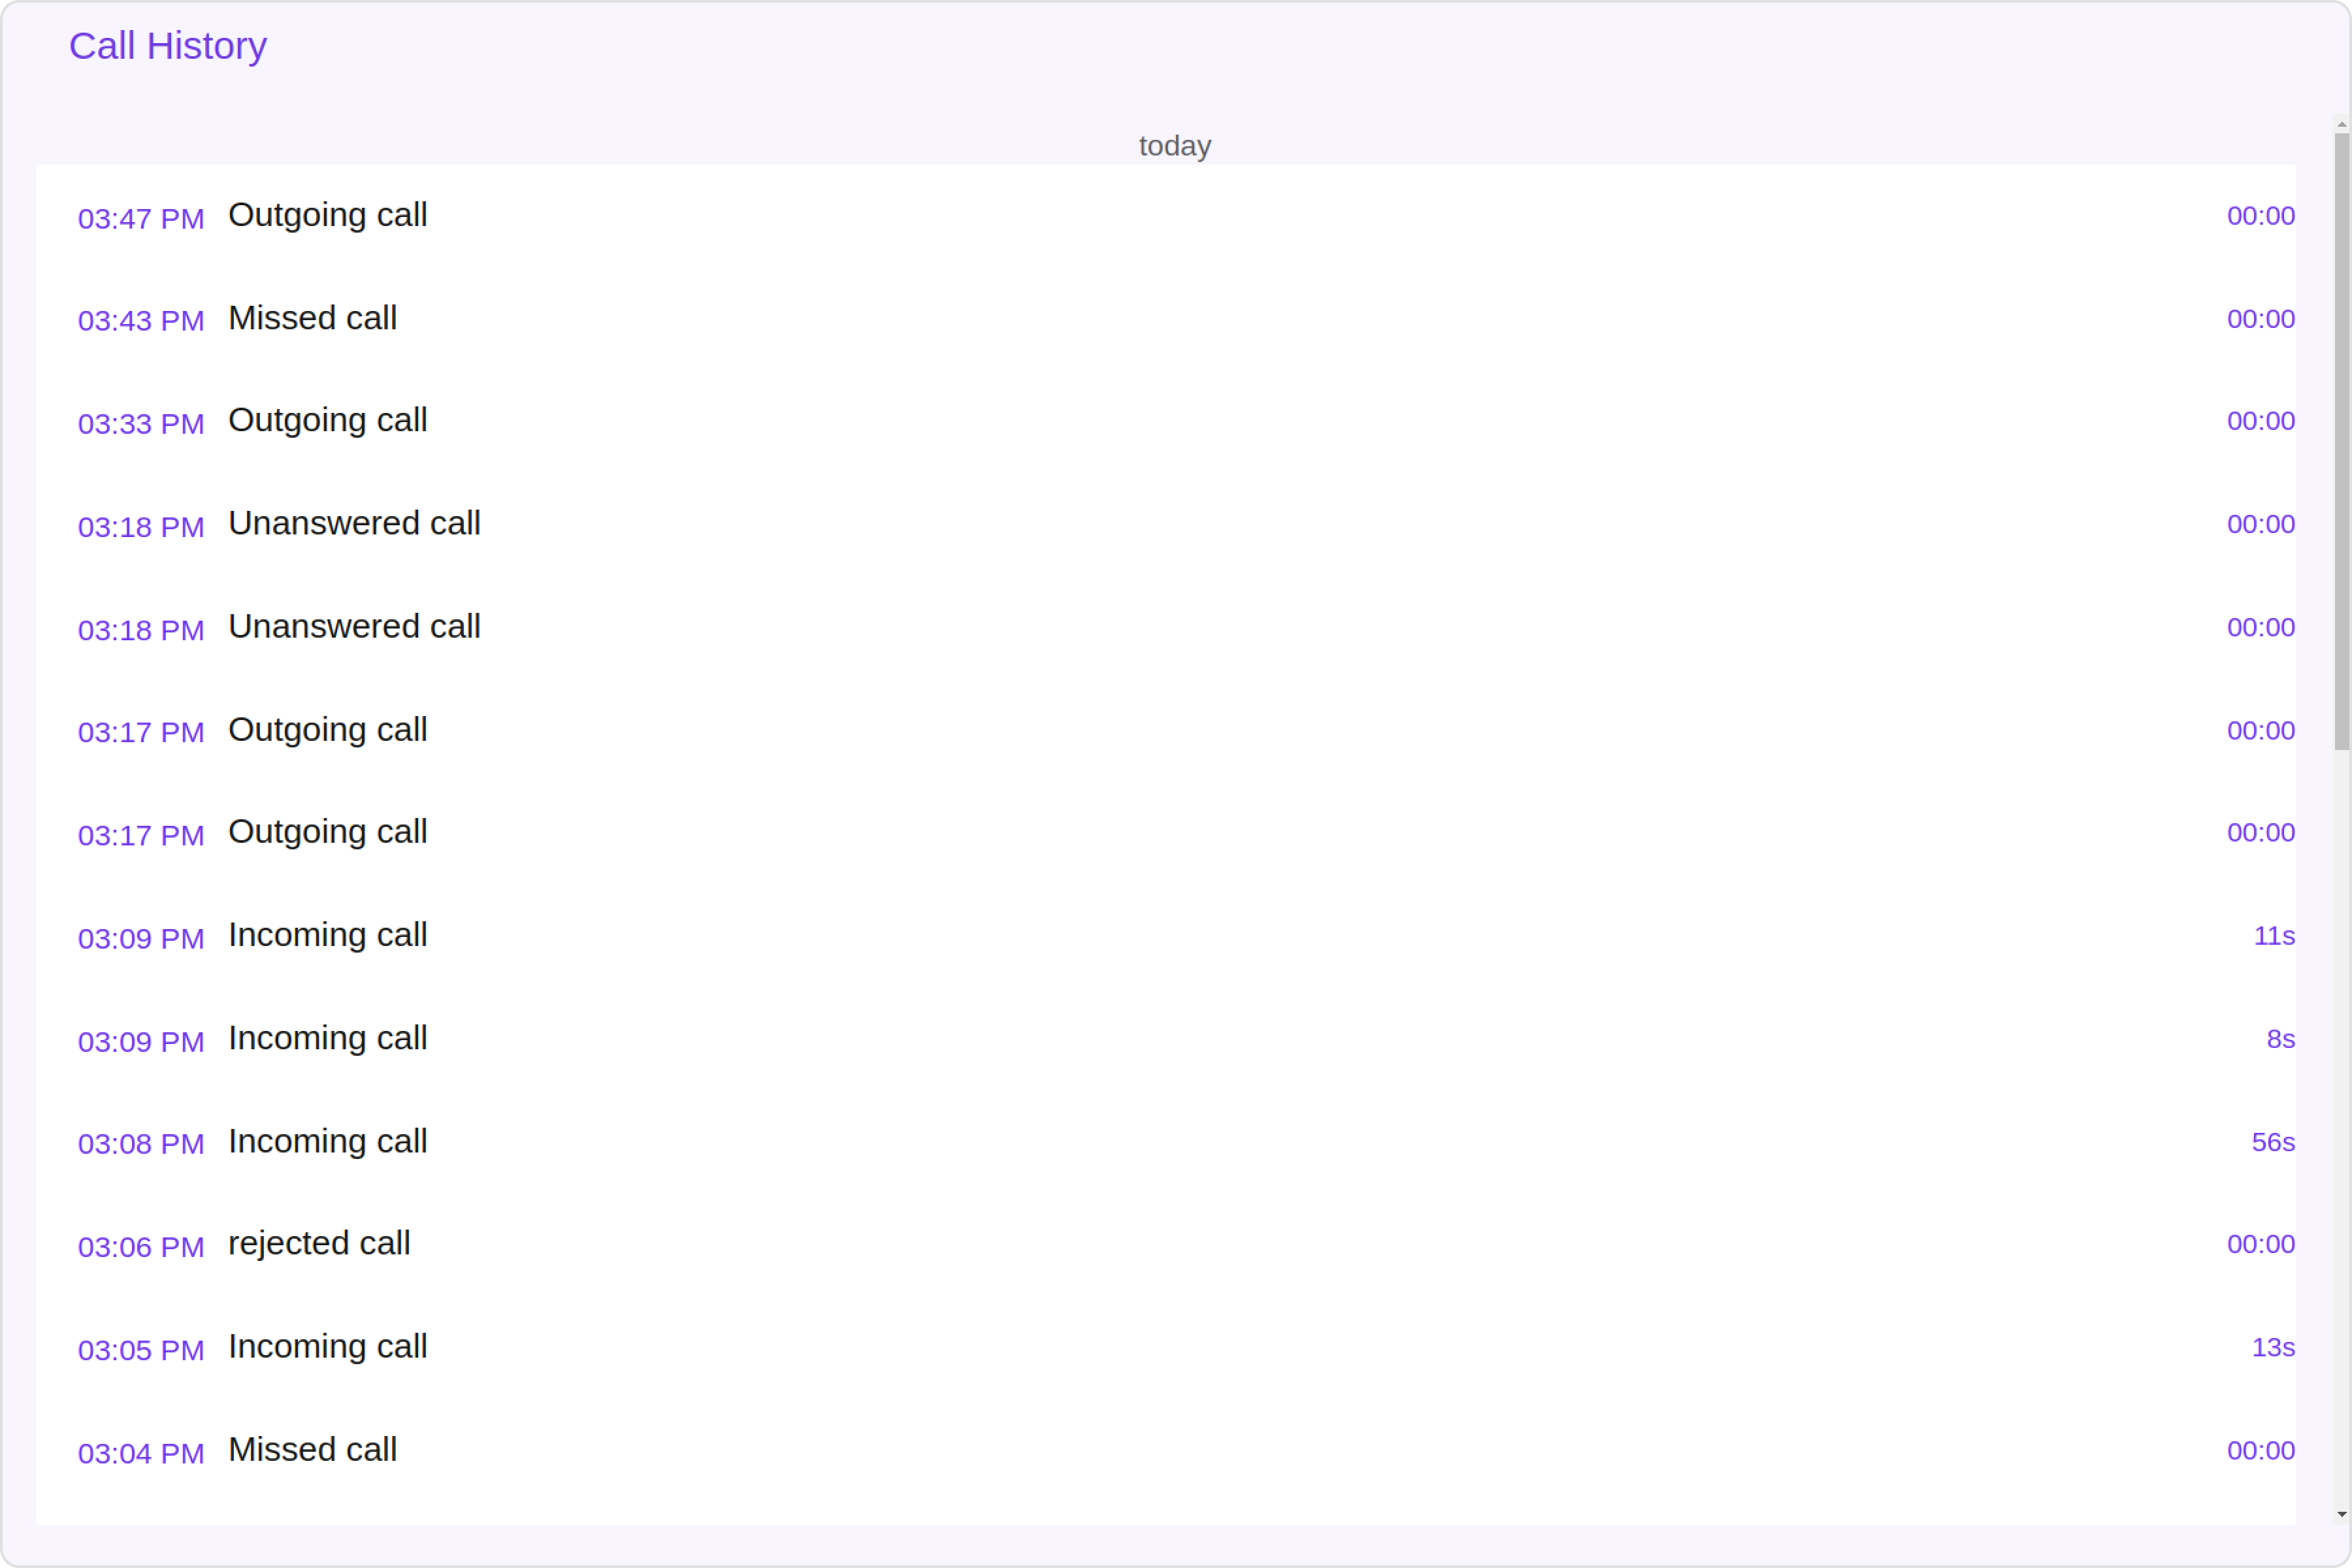 Call History
today
03:47 PM Outgoing call 00:00
03:43 PM Missed call 00:00
03:33 PM Outgoing call 00:00
03:18 PM Unanswered call 00:00
03:18 PM Unanswered call 00:00
03:17 PM Outgoing call 00:00
03:17 PM Outgoing call 00:00
03:09 PM Incoming call 11s
03:09 PM Incoming call 8s
03:08 PM Incoming call 56s
03:06 PM rejected call 00:00
03:05 PM Incoming call 13s
03:04 PM Missed call 00:00